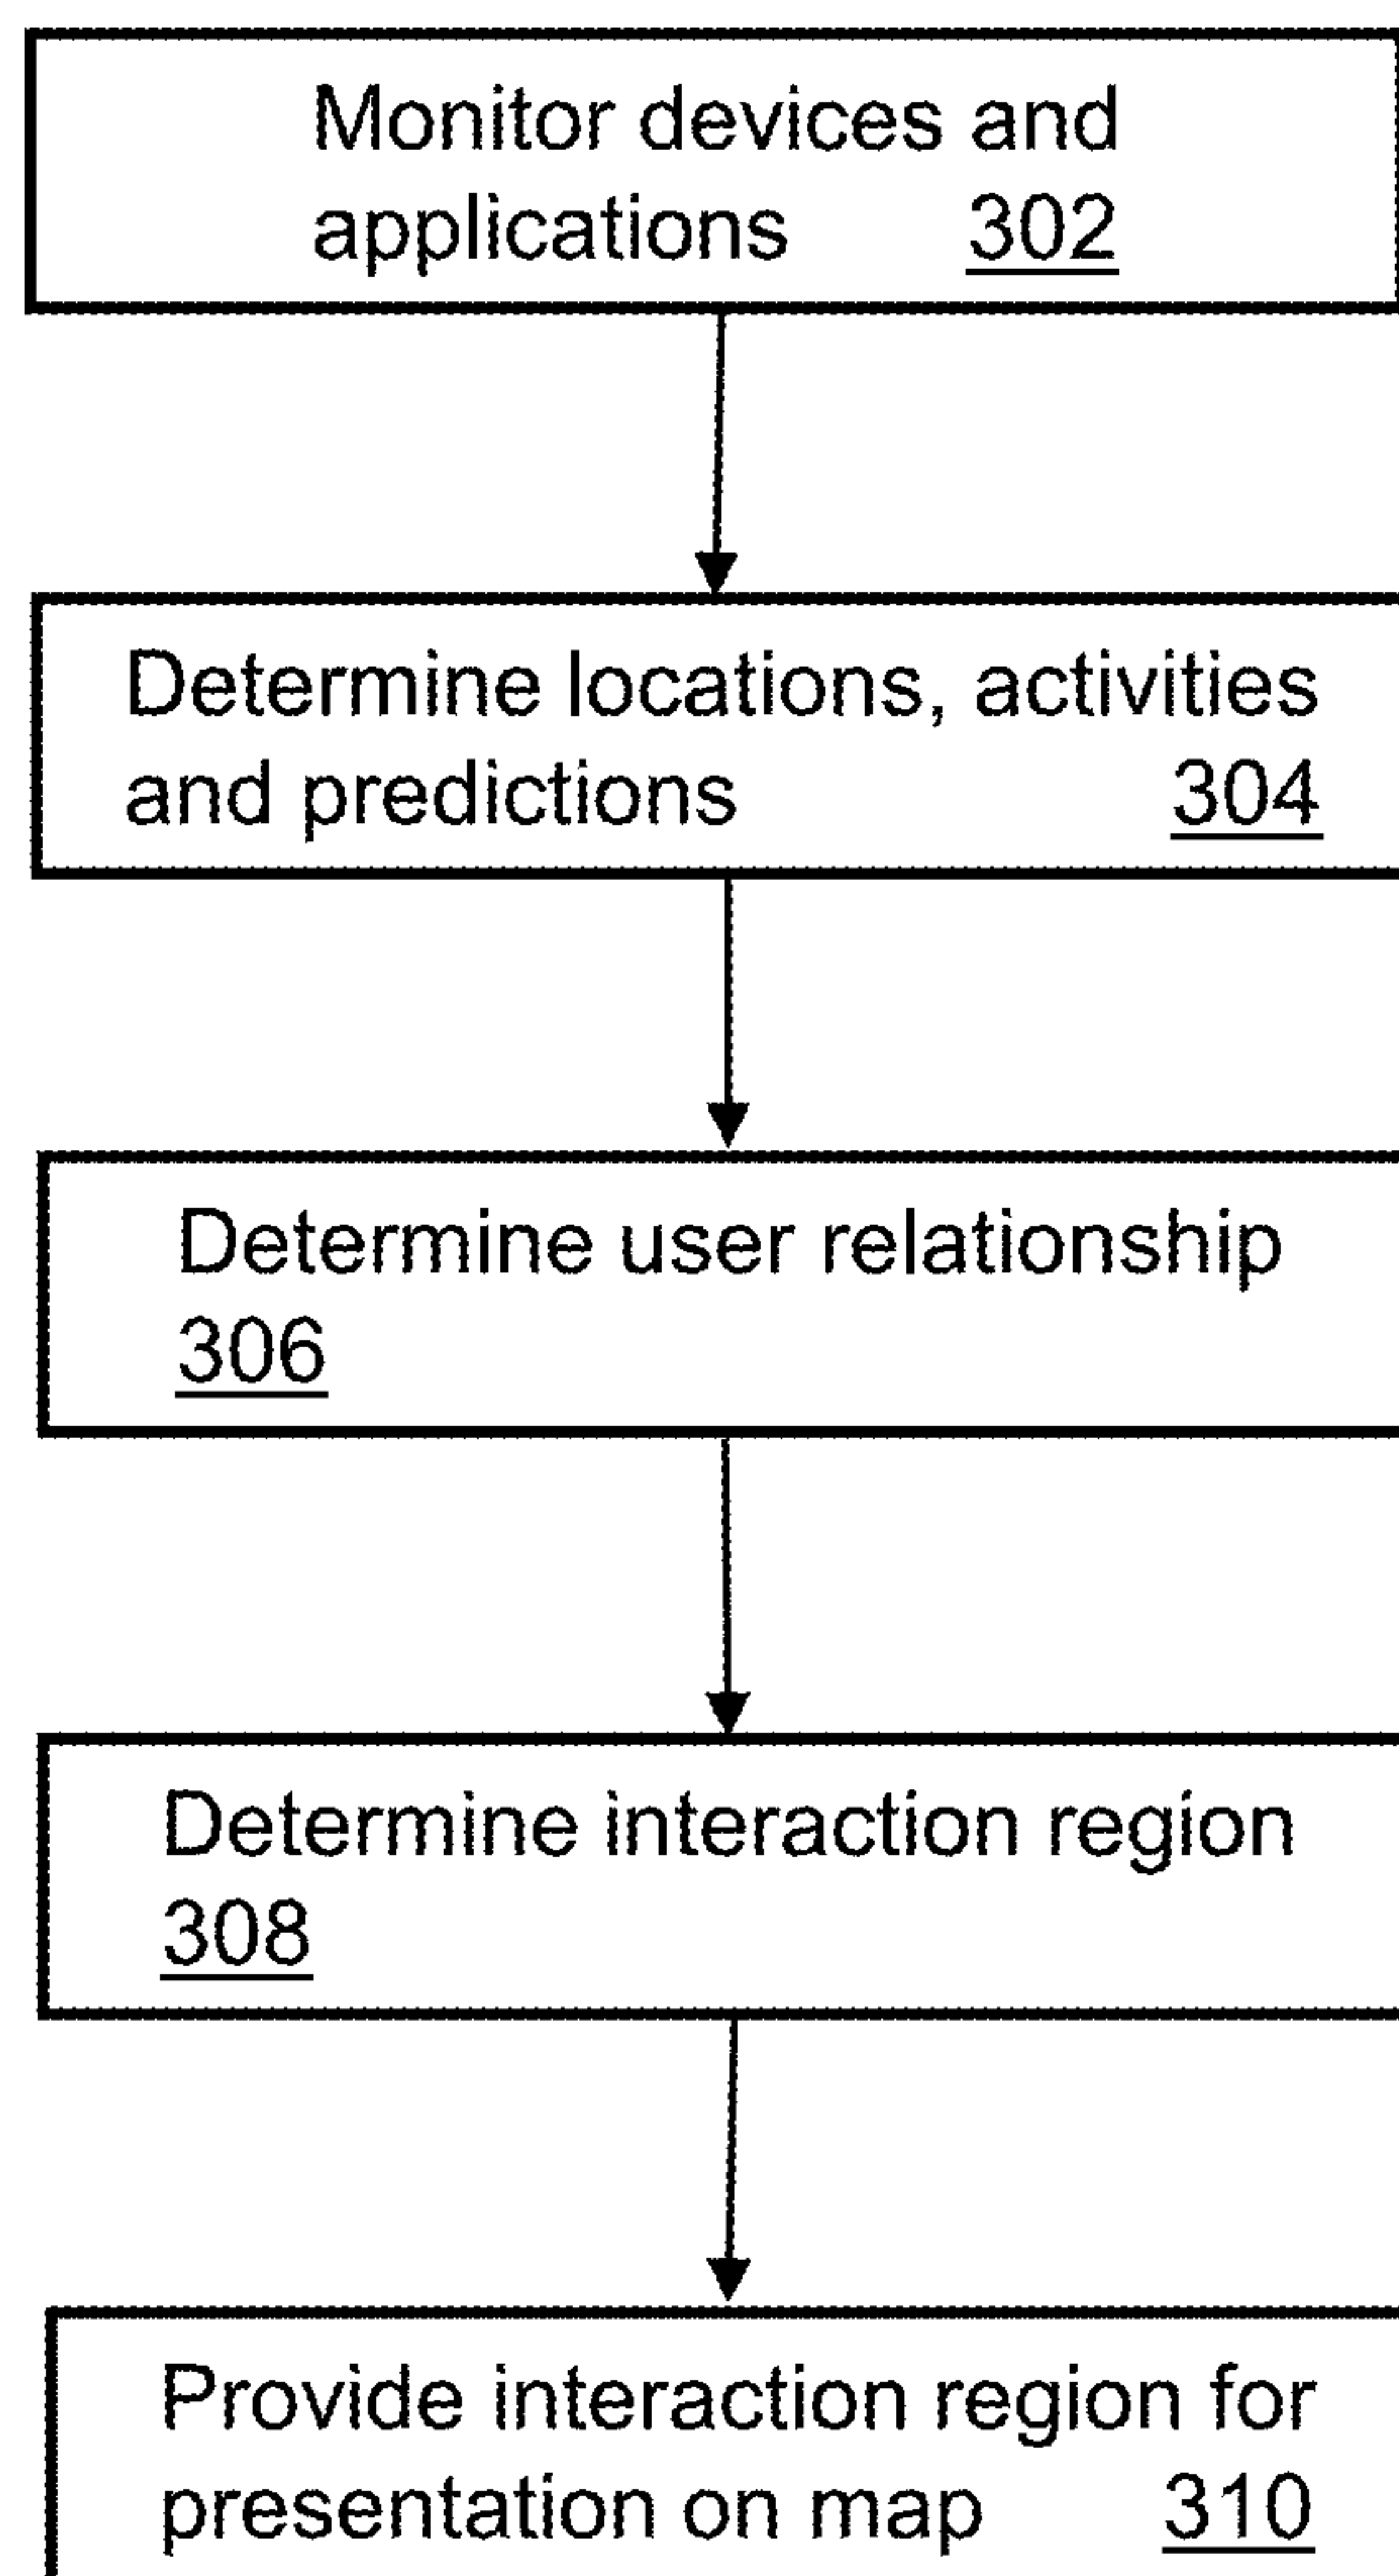 Monitor devices and
applications 302
Determine locations, activities
and predictions 304
Determine user relationship
306
Determine interaction region
308
Provide interaction region for
presentation on map 310